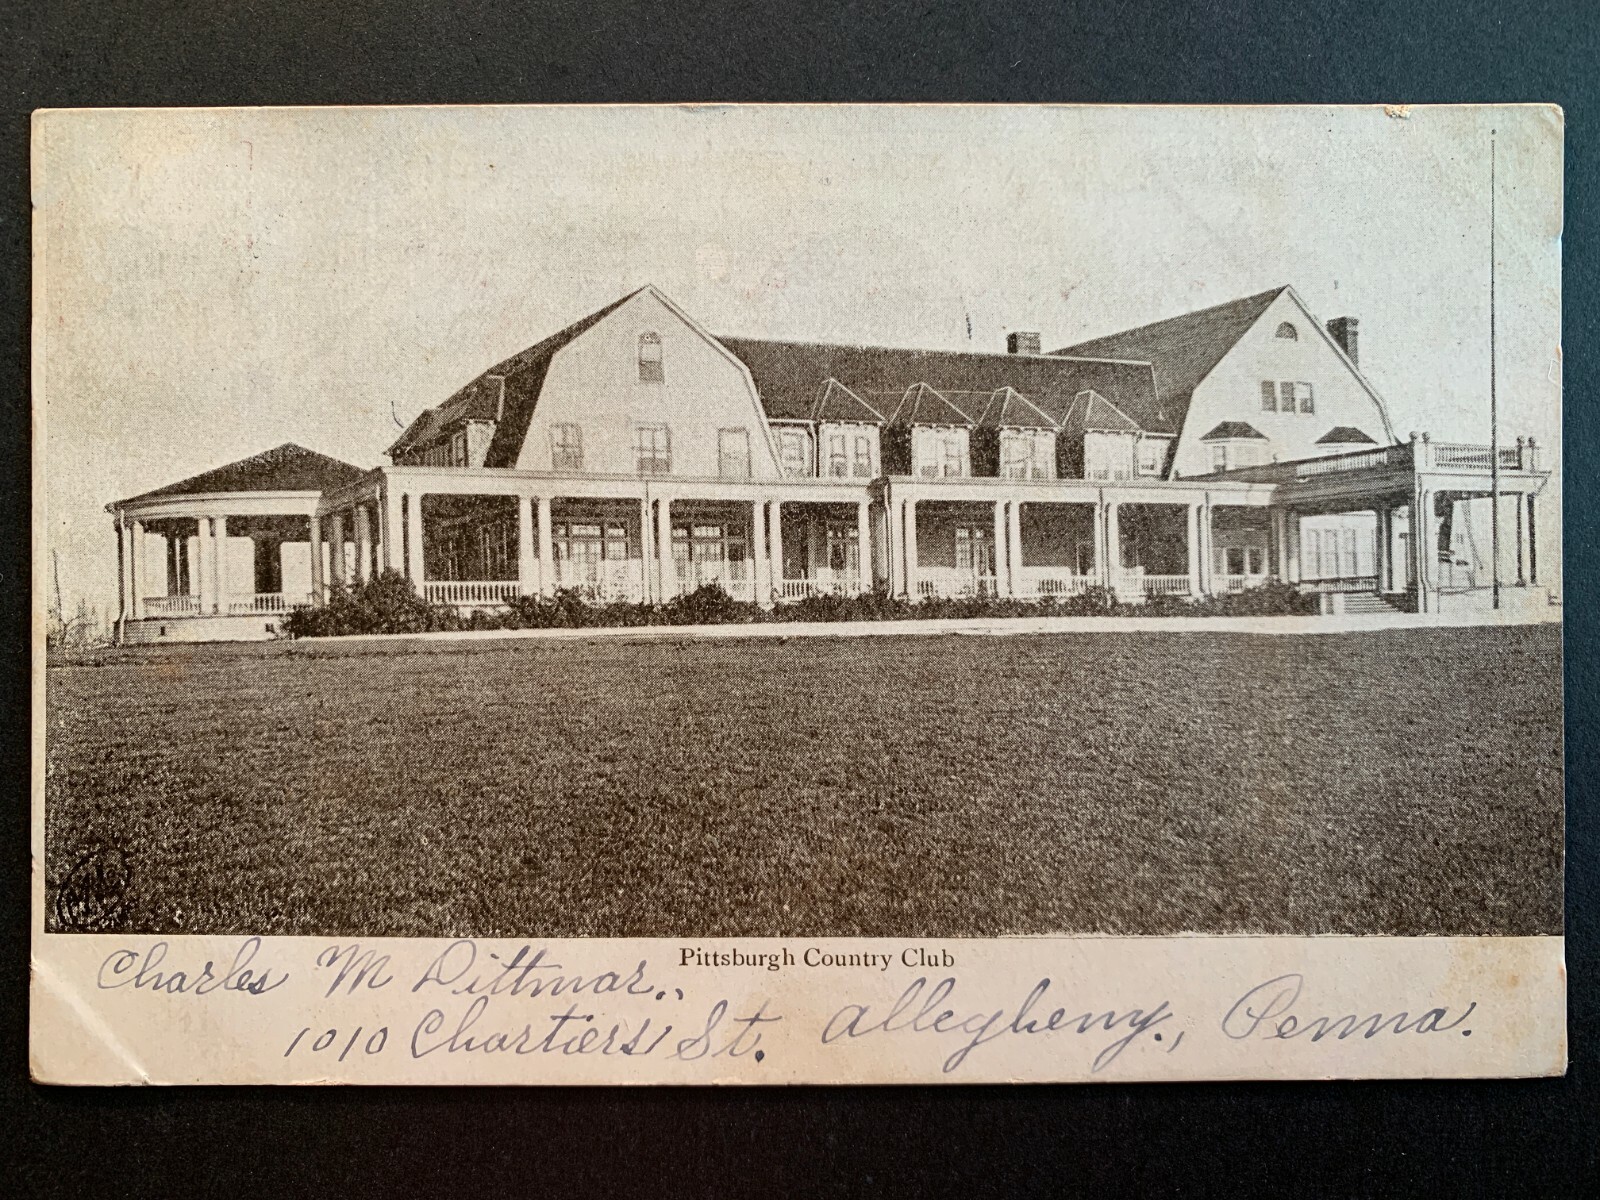 Pittsburgh Country Club
Charles M Dittmar.,
1010 Chartiers St. Allegheny., Penna.